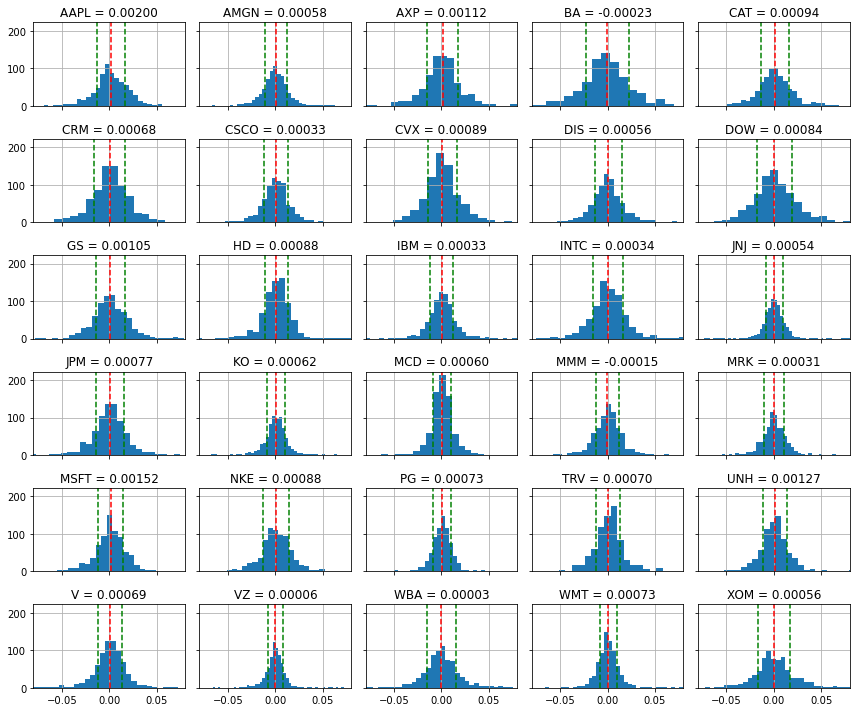 AAPL = 0.00200 AMGN = 0.00058 AXP = 0.00112 BA = -0.00023 CAT = 0.00094
200
100
0
CRM = 0.00068 CSCO = 0.00033 CVX = 0.00089 DIS = 0.00056 DOW = 0.00084
200
100
0
GS = 0.00105 HD = 0.00088 IBM = 0.00033 INTC = 0.00034 JNJ = 0.00054
200
100
0
JPM = 0.00077 KO = 0.00062 MCD = 0.00060 MMM = -0.00015 MRK = 0.00031
200
100
0
MSFT = 0.00152 NKE = 0.00088 PG = 0.00073 TRV = 0.00070 UNH = 0.00127
200
100
0
V = 0.00069 VZ = 0.00006 WBA = 0.00003 WMT = 0.00073 XOM = 0.00056
200
100
0
−0.05 0.00 0.05 −0.05 0.00 0.05 −0.05 0.00 0.05 −0.05 0.00 0.05 −0.05 0.00 0.05